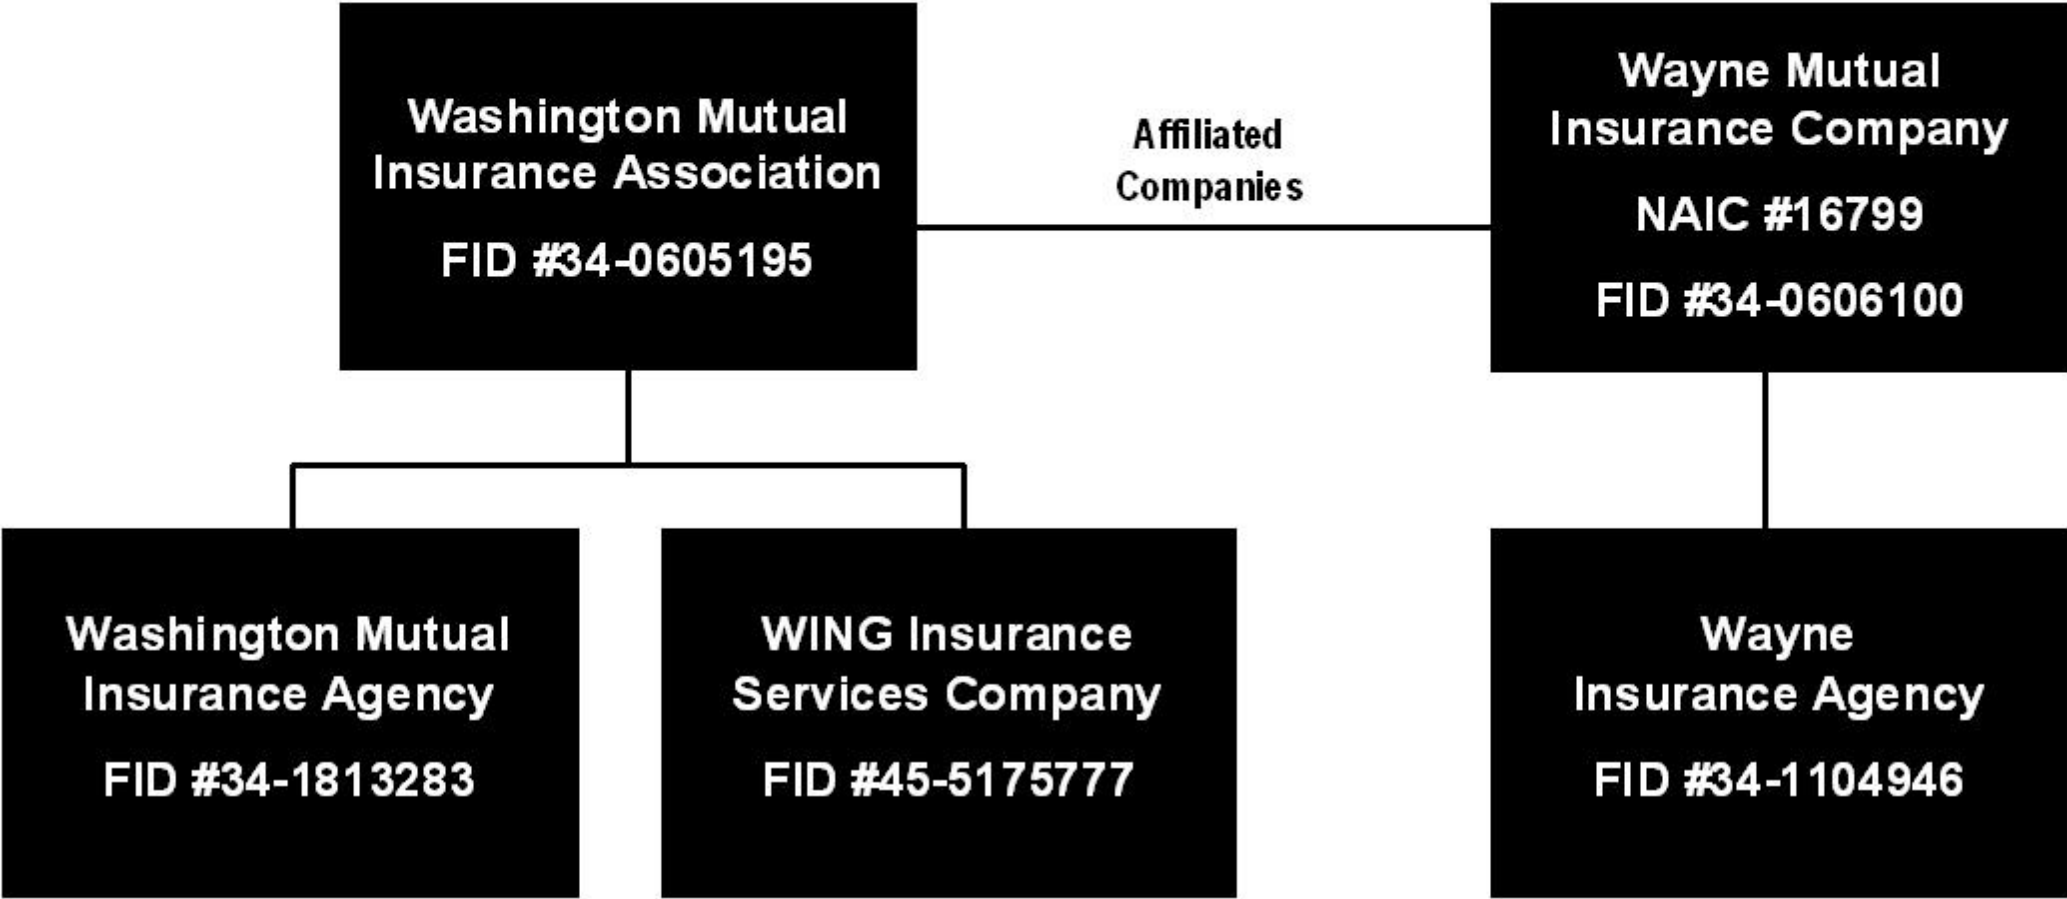 Washington Mutual
Insurance Association
FID #34-0605195
Affiliated
Companies
Wayne Mutual
Insurance Company
NAIC #16799
FID #34-0606100
Washington Mutual
Insurance Agency
FID #34-1813283
WING Insurance
Services Company
FID #45-5175777
Wayne
Insurance Agency
FID #34-1104946